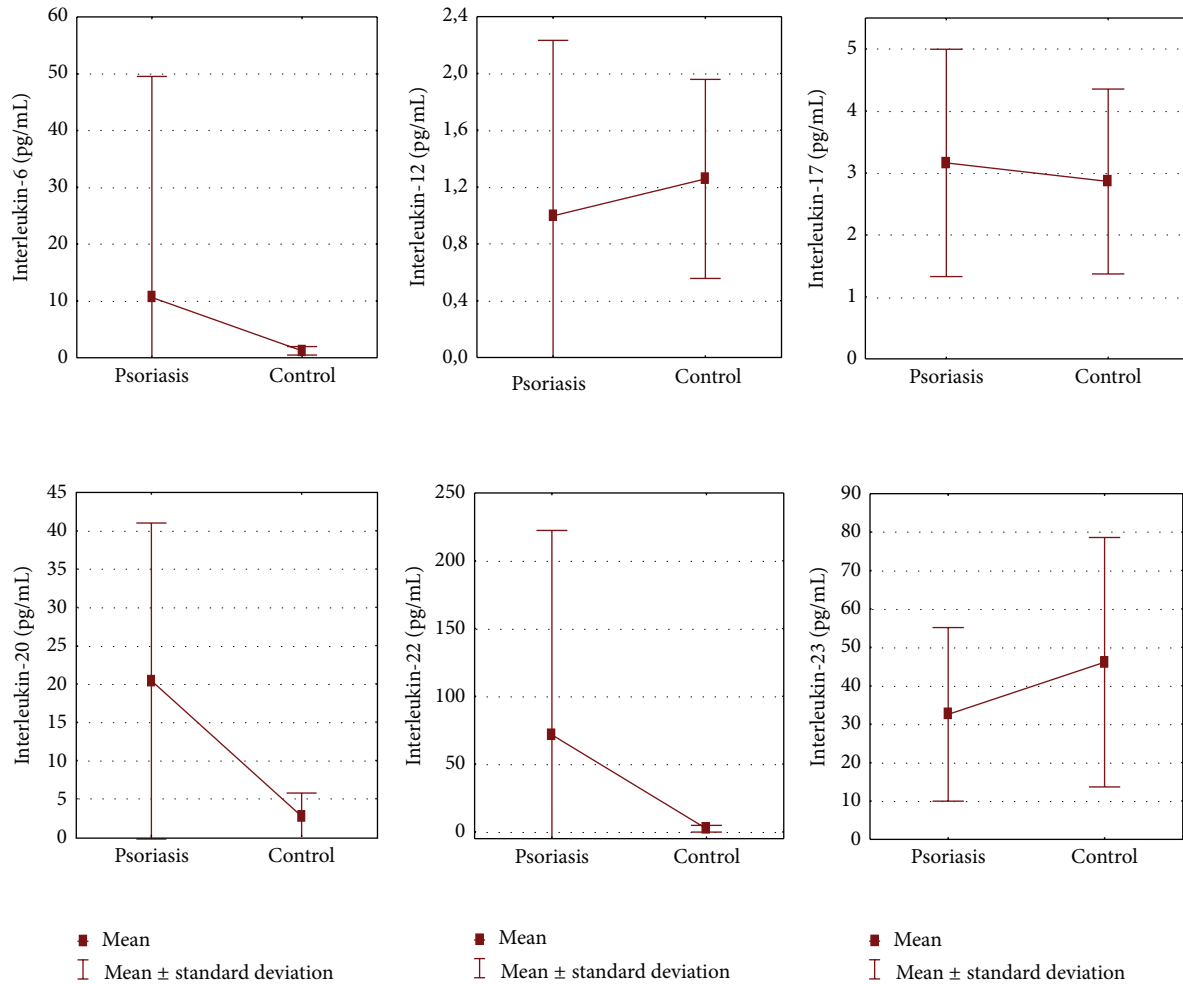 Interleukin-6 (pg/mL)
60
50
40
30
20
10
0
Psoriasis
Control
Interleukin-12 (pg/mL)
2,4
2,0
1,6
1,2
0,8
0,4
0,0
Psoriasis
Control
Interleukin-17 (pg/mL)
5
4
3
2
1
0
Psoriasis
Control
Interleukin-20 (pg/mL)
45
40
35
30
25
20
15
10
5
0
Psoriasis
Control
Interleukin-22 (pg/mL)
250
200
150
100
50
0
Psoriasis
Control
Interleukin-23 (pg/mL)
90
80
70
60
50
40
30
20
10
0
Psoriasis
Control
Mean
Mean ± standard deviation
Mean
Mean ± standard deviation
Mean
Mean ± standard deviation